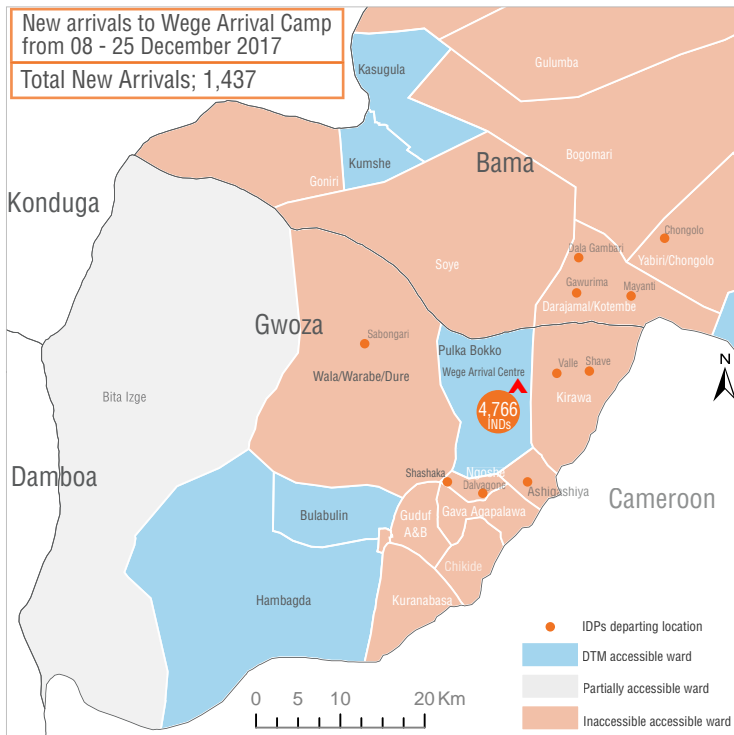 New arrivals to Wege Arrival Camp
from 08 - 25 December 2017
Total New Arrivals; 1,437
Kasugula
Gulumba
Kumshe
Bogomari
Bama
Goniri
Konduga
Chongolo
Dala Gambari
Yabiri/Chongolo
Soye
Gawurima
Mayanti
Darajamal/Kotembe
Gwoza
Sabongari
Pulka Bokko
N
Wala/Warabe/Dure
Wege Arrival Centre
Valle
Shave
Bita Izge
Kirawa
4,766
INDs
Damboa
Shashaka
Ngoshe
Dalvagone
Ashigashiya
Cameroon
Bulabulin
Guduf
A&B
Gava Agapalawa
Chikide
Hambagda
Kuranabasa
IDPs departing location
DTM accessible ward
Partially accessible ward
Inaccessible accessible ward
0 5 10 20 Km